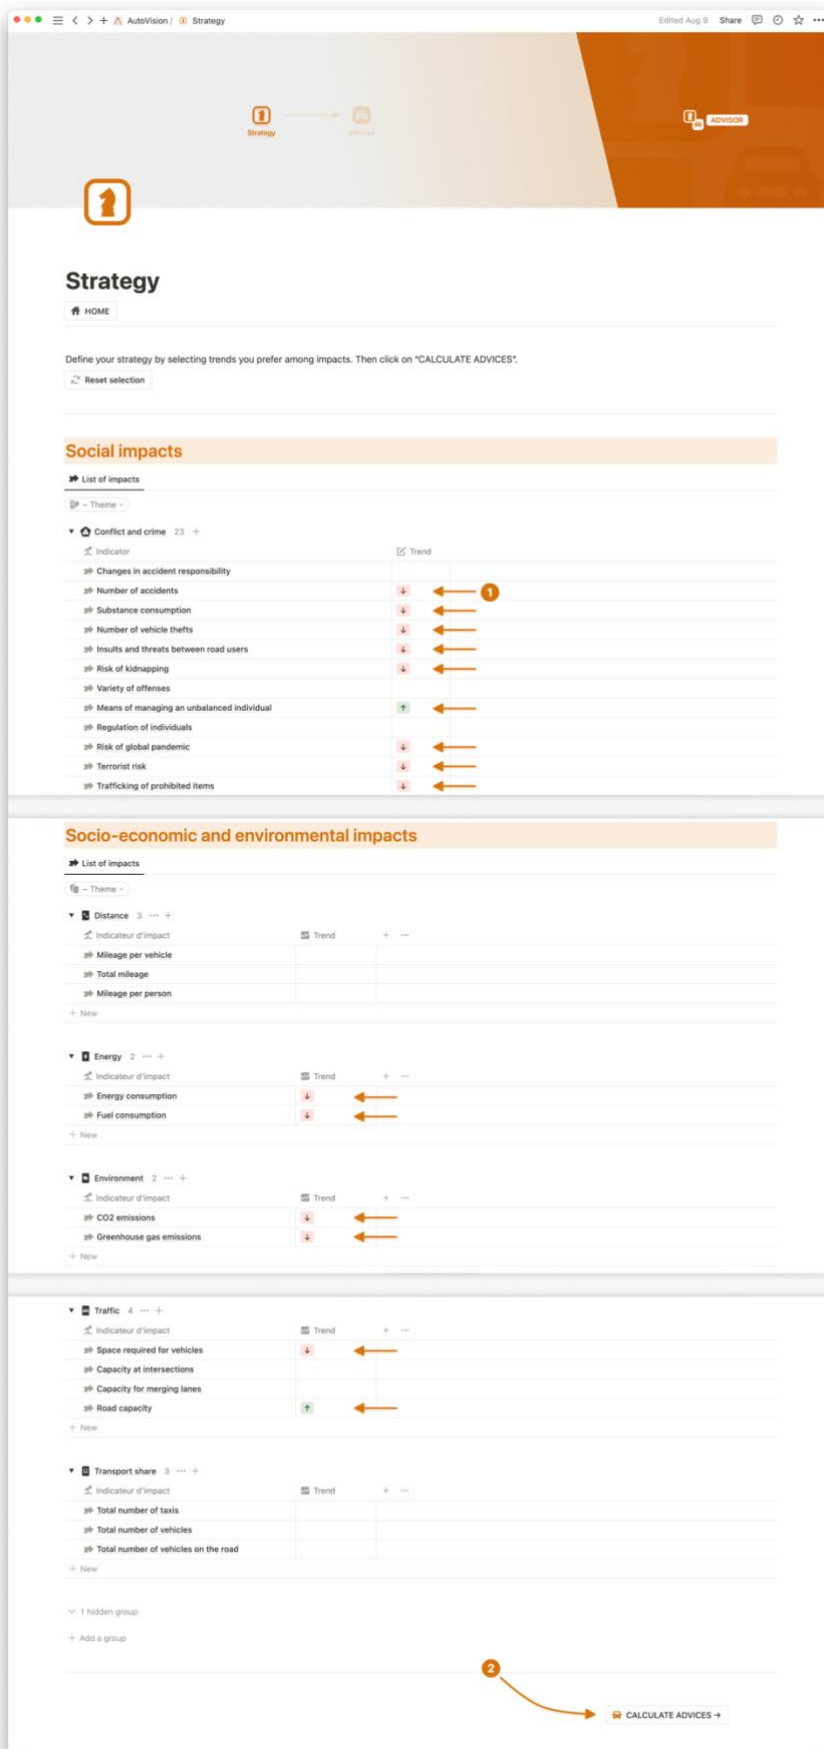 AutoVision / Strategy
Edited Aug 9 Share
Strategy
Advisor
ADVISOR
Strategy
HOME
Define your strategy by selecting trends you prefer among impacts. Then click on "CALCULATE ADVICES".
Reset selection
Social impacts
List of impacts
Theme
Conflict and crime 23
Indicator Trend
Changes in accident responsibility
Number of accidents ↓ 1
Substance consumption ↓
Number of vehicle thefts ↓
Insults and threats between road users ↓
Risk of kidnapping ↓
Variety of offenses
Means of managing an unbalanced individual ↑
Regulation of individuals
Risk of global pandemic ↓
Terrorist risk ↓
Trafficking of prohibited items ↓
Socio-economic and environmental impacts
List of impacts
Theme
Distance 3 ··· +
Indicateur d'impact Trend + ···
Mileage per vehicle
Total mileage
Mileage per person
+ New
Energy 2 ··· +
Indicateur d'impact Trend + ···
Energy consumption ↓
Fuel consumption ↓
+ New
Environment 2 ··· +
Indicateur d'impact Trend + ···
CO2 emissions ↓
Greenhouse gas emissions ↓
+ New
Traffic 4 ··· +
Indicateur d'impact Trend + ···
Space required for vehicles ↓
Capacity at intersections
Capacity for merging lanes
Road capacity ↑
+ New
Transport share 3 ··· +
Indicateur d'impact Trend + ···
Total number of taxis
Total number of vehicles
Total number of vehicles on the road
+ New
1 hidden group
+ Add a group
2
CALCULATE ADVICES →